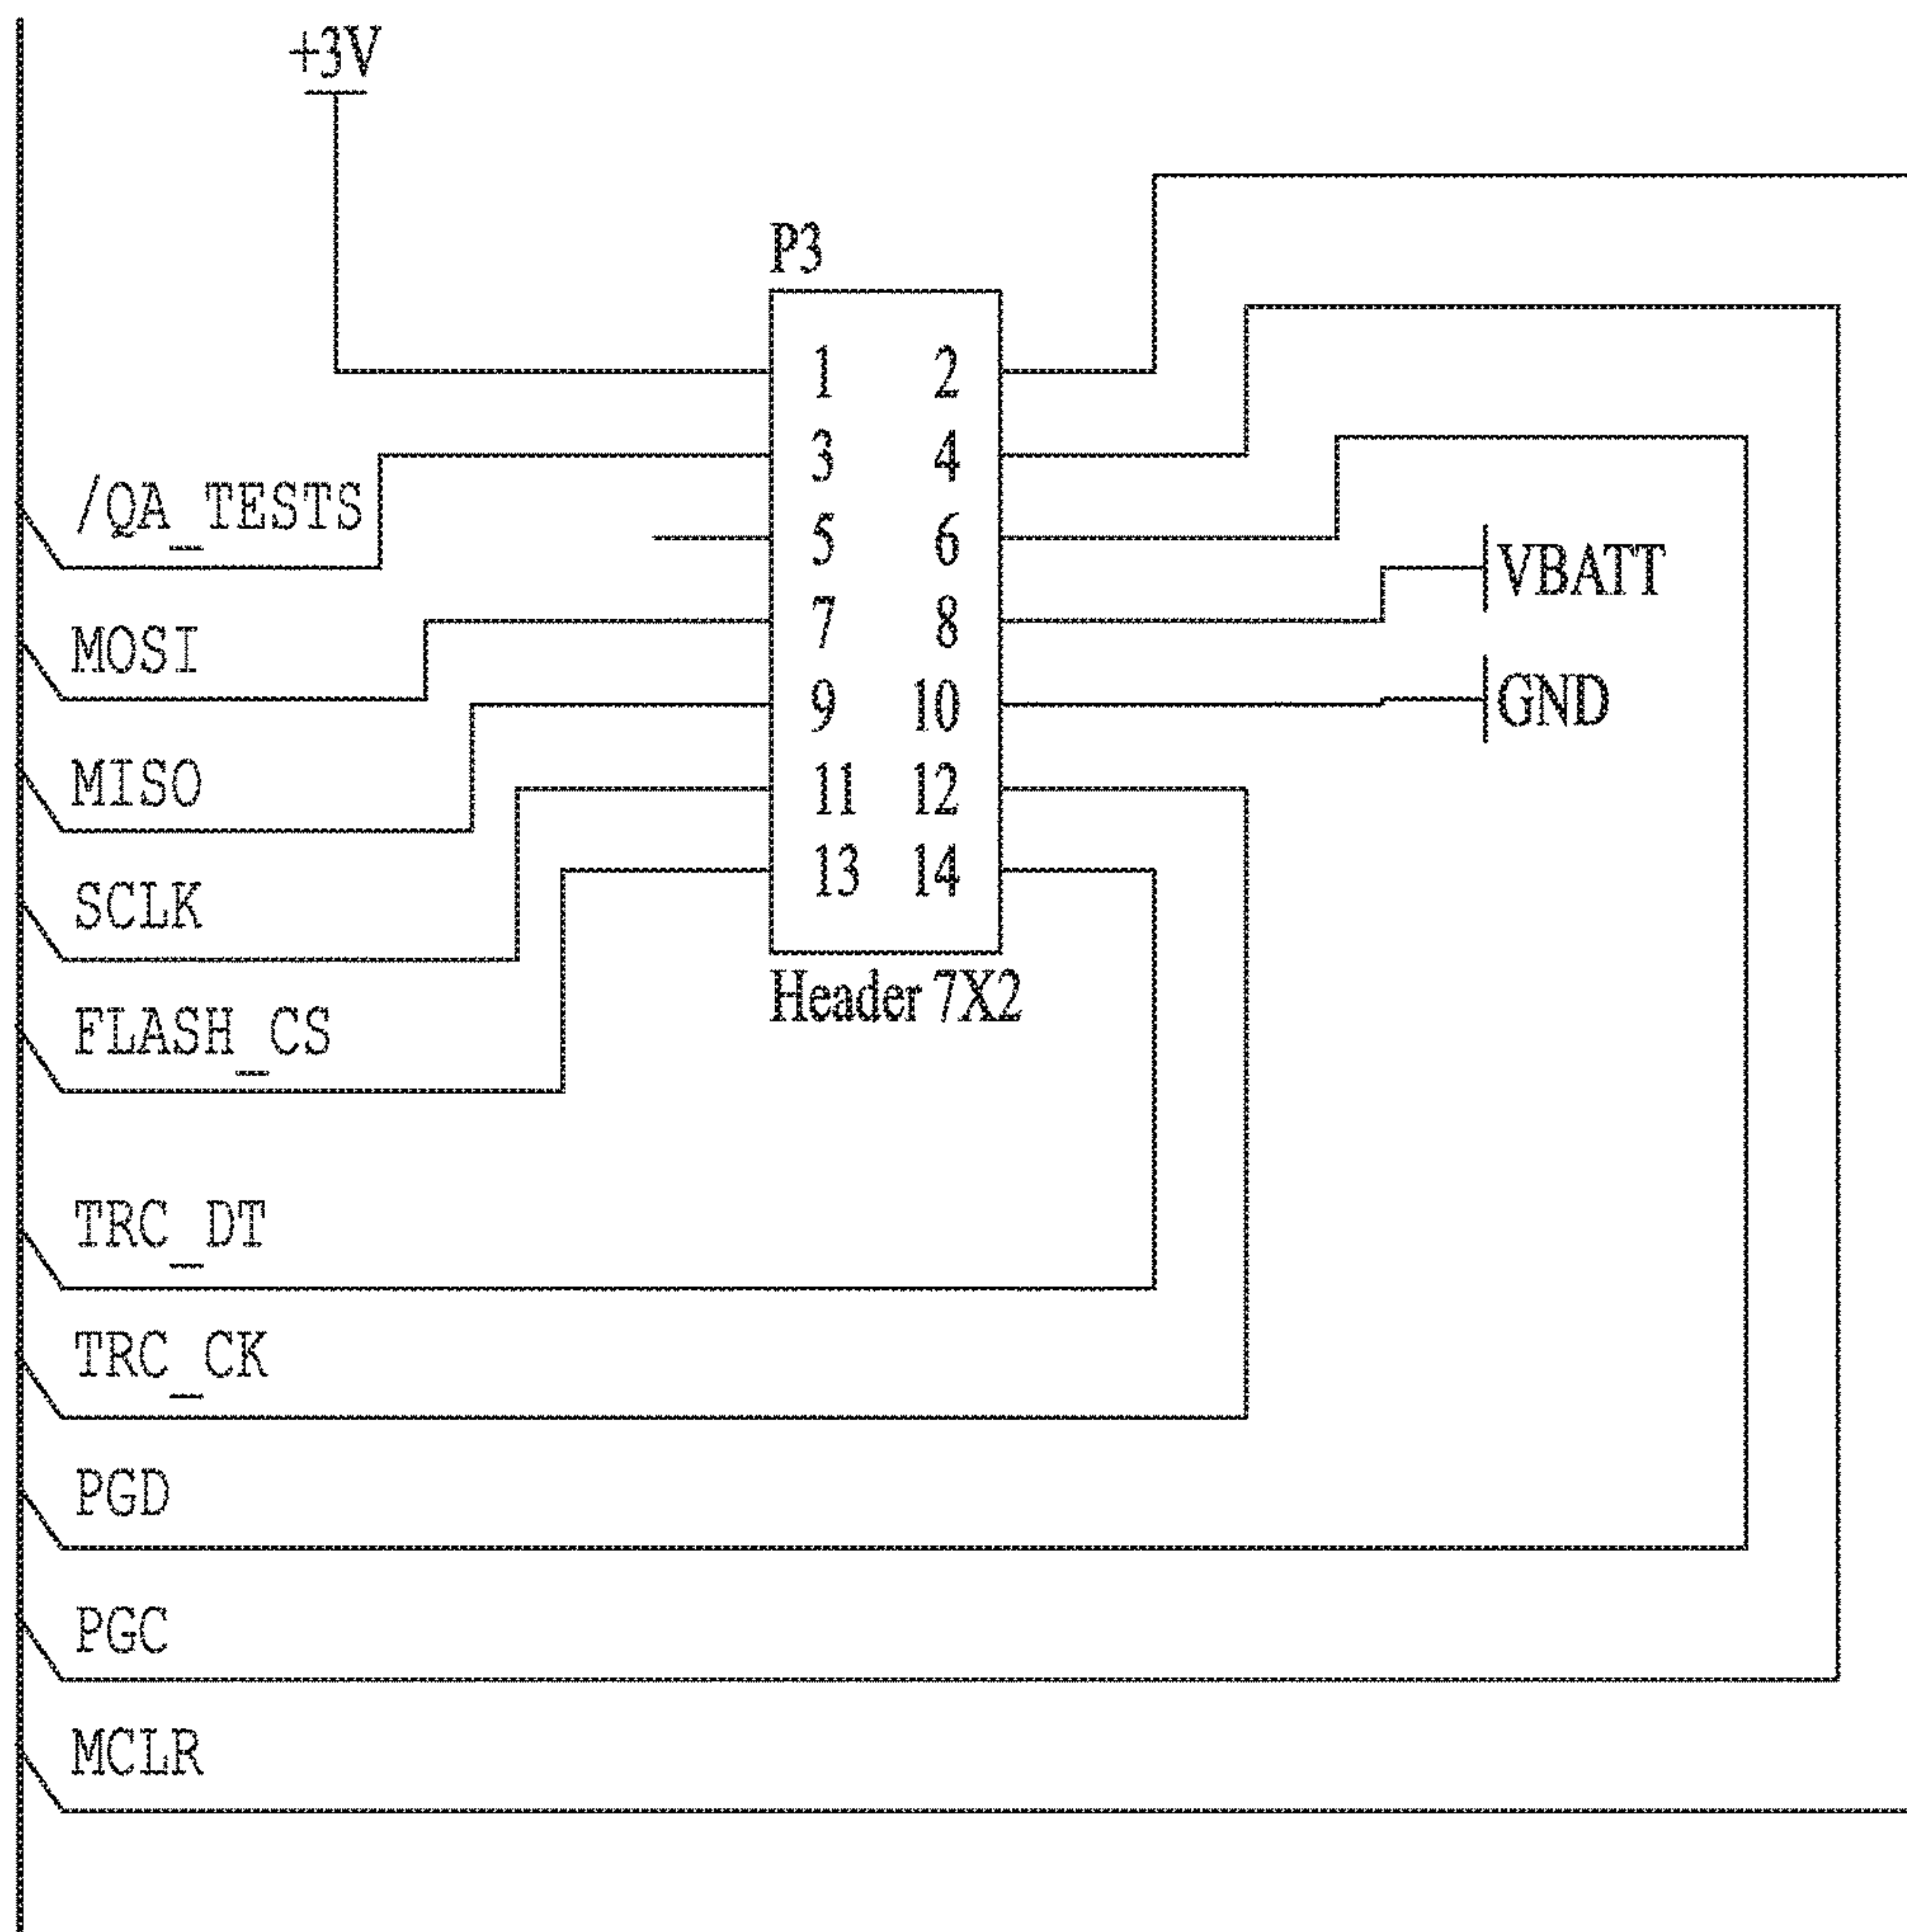 +3V
P3
1 2
3 4
/QA_TESTS
5 6
VBATT
7 8
MOSI
9 10
GND
MISO
11 12
13 14
SCLK
Header 7X2
FLASH_CS
TRC_DT
TRC_CK
PGD
PGC
MCLR